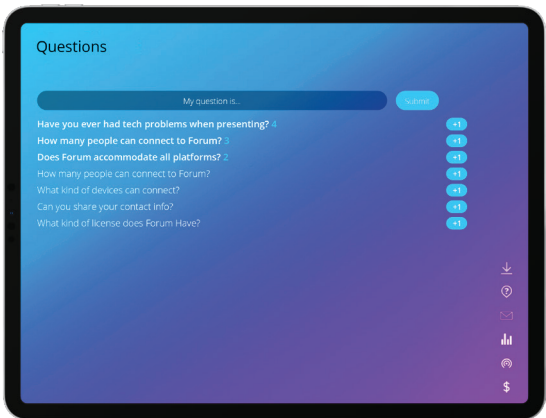 Questions
My question is...
Submit
Have you ever had tech problems when presenting? 4
+1
How many people can connect to Forum? 3
+1
Does Forum accommodate all platforms? 2
+1
How many people can connect to Forum?
+1
What kind of devices can connect?
+1
Can you share your contact info?
+1
What kind of license does Forum Have?
+1
?
$